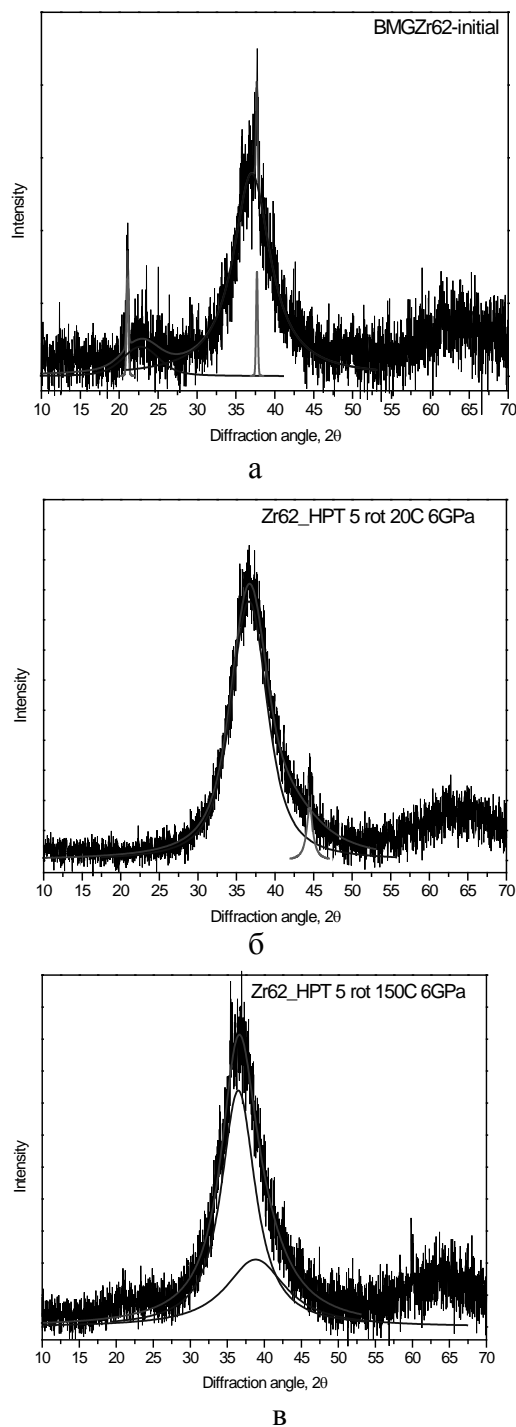 BMGZr62-initial
Intensity
10 15 20 25 30 35 40 45 50 55 60 65 70
Diffraction angle, 2θ
а
Zr62_HPT 5 rot 20C 6GPa
Intensity
10 15 20 25 30 35 40 45 50 55 60 65 70
Diffraction angle, 2θ
б
Zr62_HPT 5 rot 150C 6GPa
Intensity
10 15 20 25 30 35 40 45 50 55 60 65 70
Diffraction angle, 2θ
в